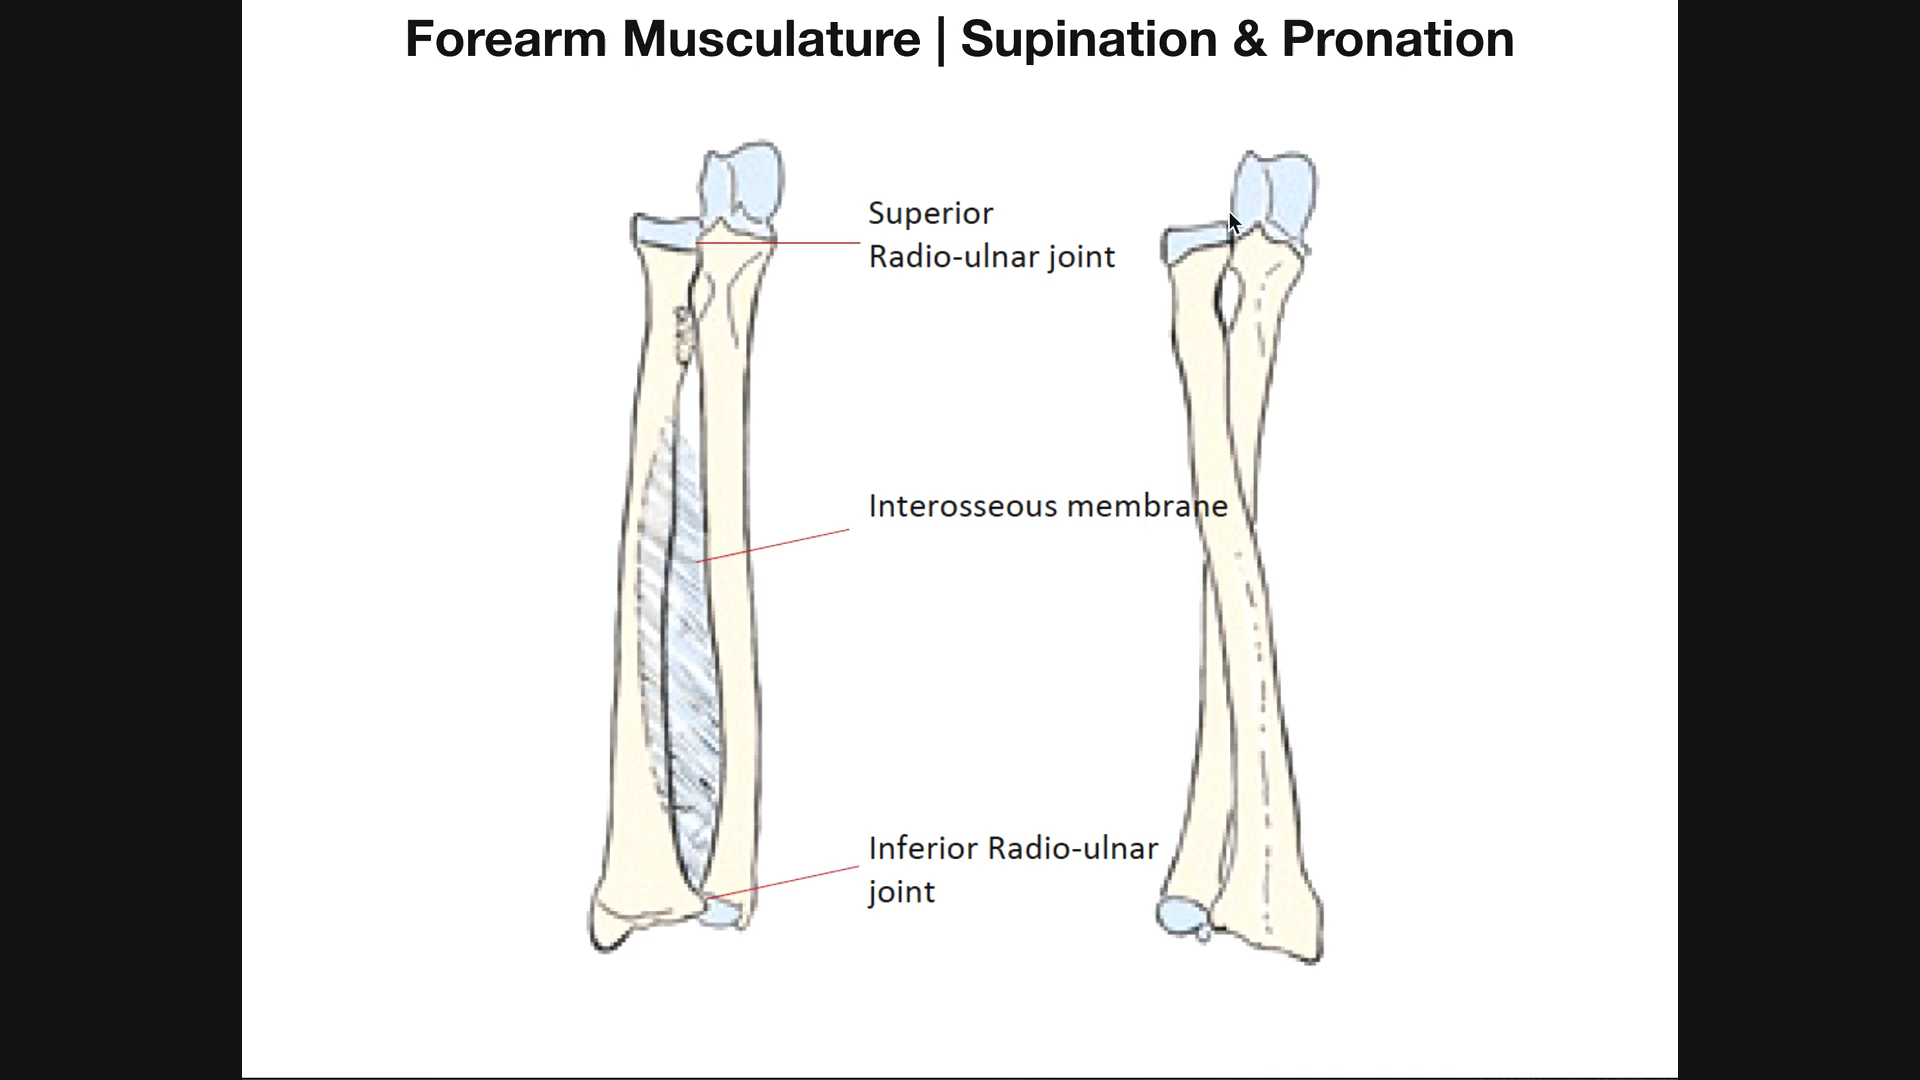 Forearm Musculature | Supination & Pronation
Superior
Radio-ulnar joint
Interosseous membrane
Inferior Radio-ulnar
joint